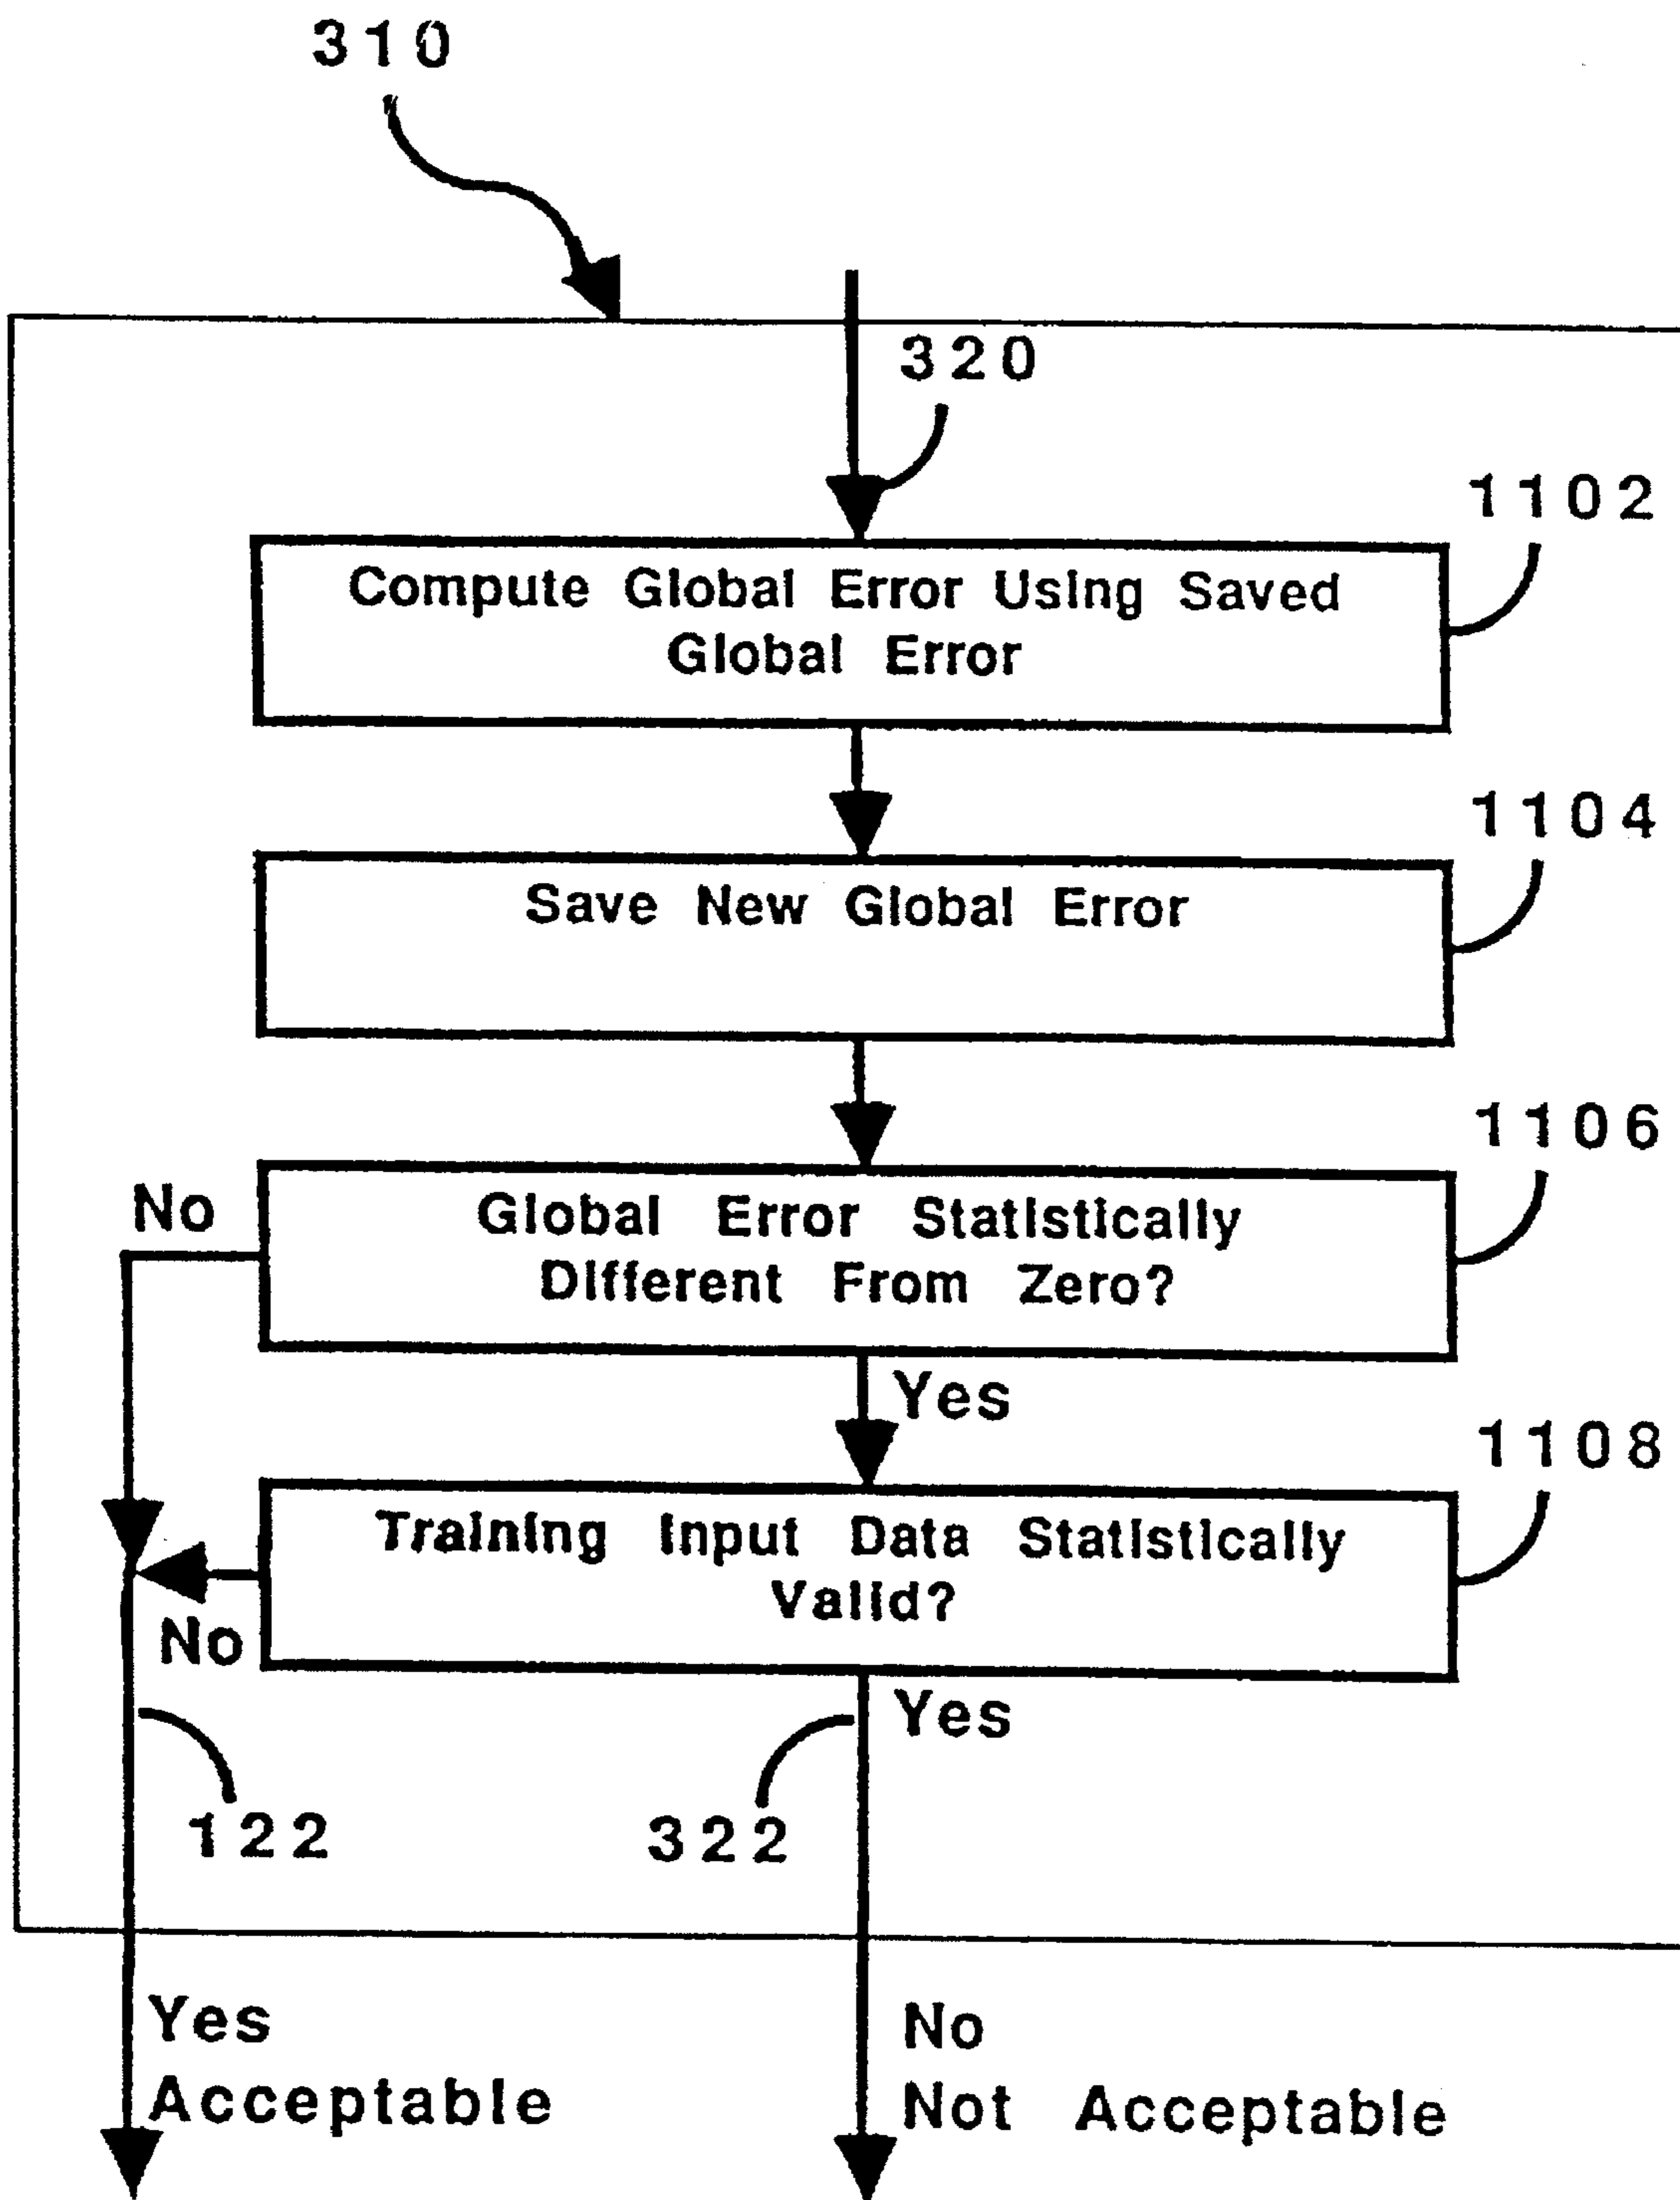 310
320
1102
Compute Global Error Using Saved
Global Error
1104
Save New Global Error
1106
No
Global Error Statistically
Different From Zero?
Yes
1108
Training Input Data Statistically
Valid?
No
Yes
122
322
Yes
Acceptable
No
Not Acceptable